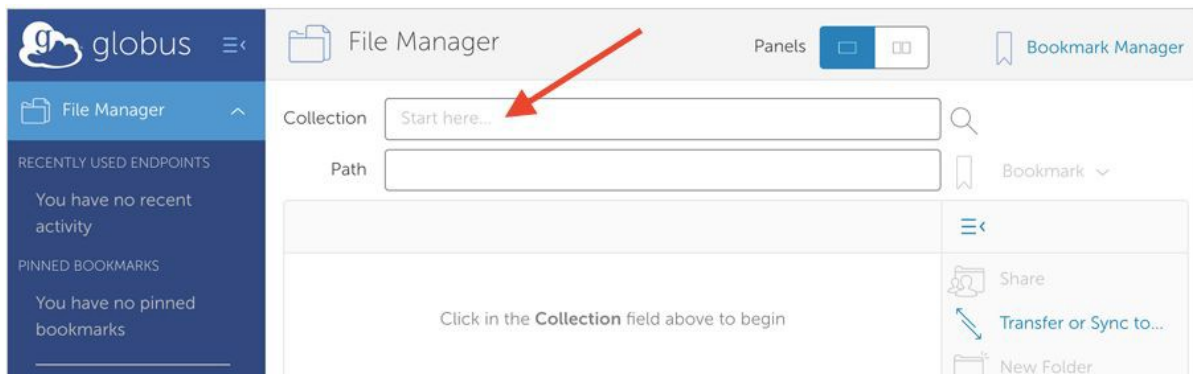 globus
File Manager
Panels
Bookmark Manager
File Manager
RECENTLY USED ENDPOINTS
You have no recent
activity
PINNED BOOKMARKS
You have no pinned
bookmarks
Collection
Start here...
Path
Bookmark
Click in the Collection field above to begin
Share
Transfer or Sync to...
New Folder